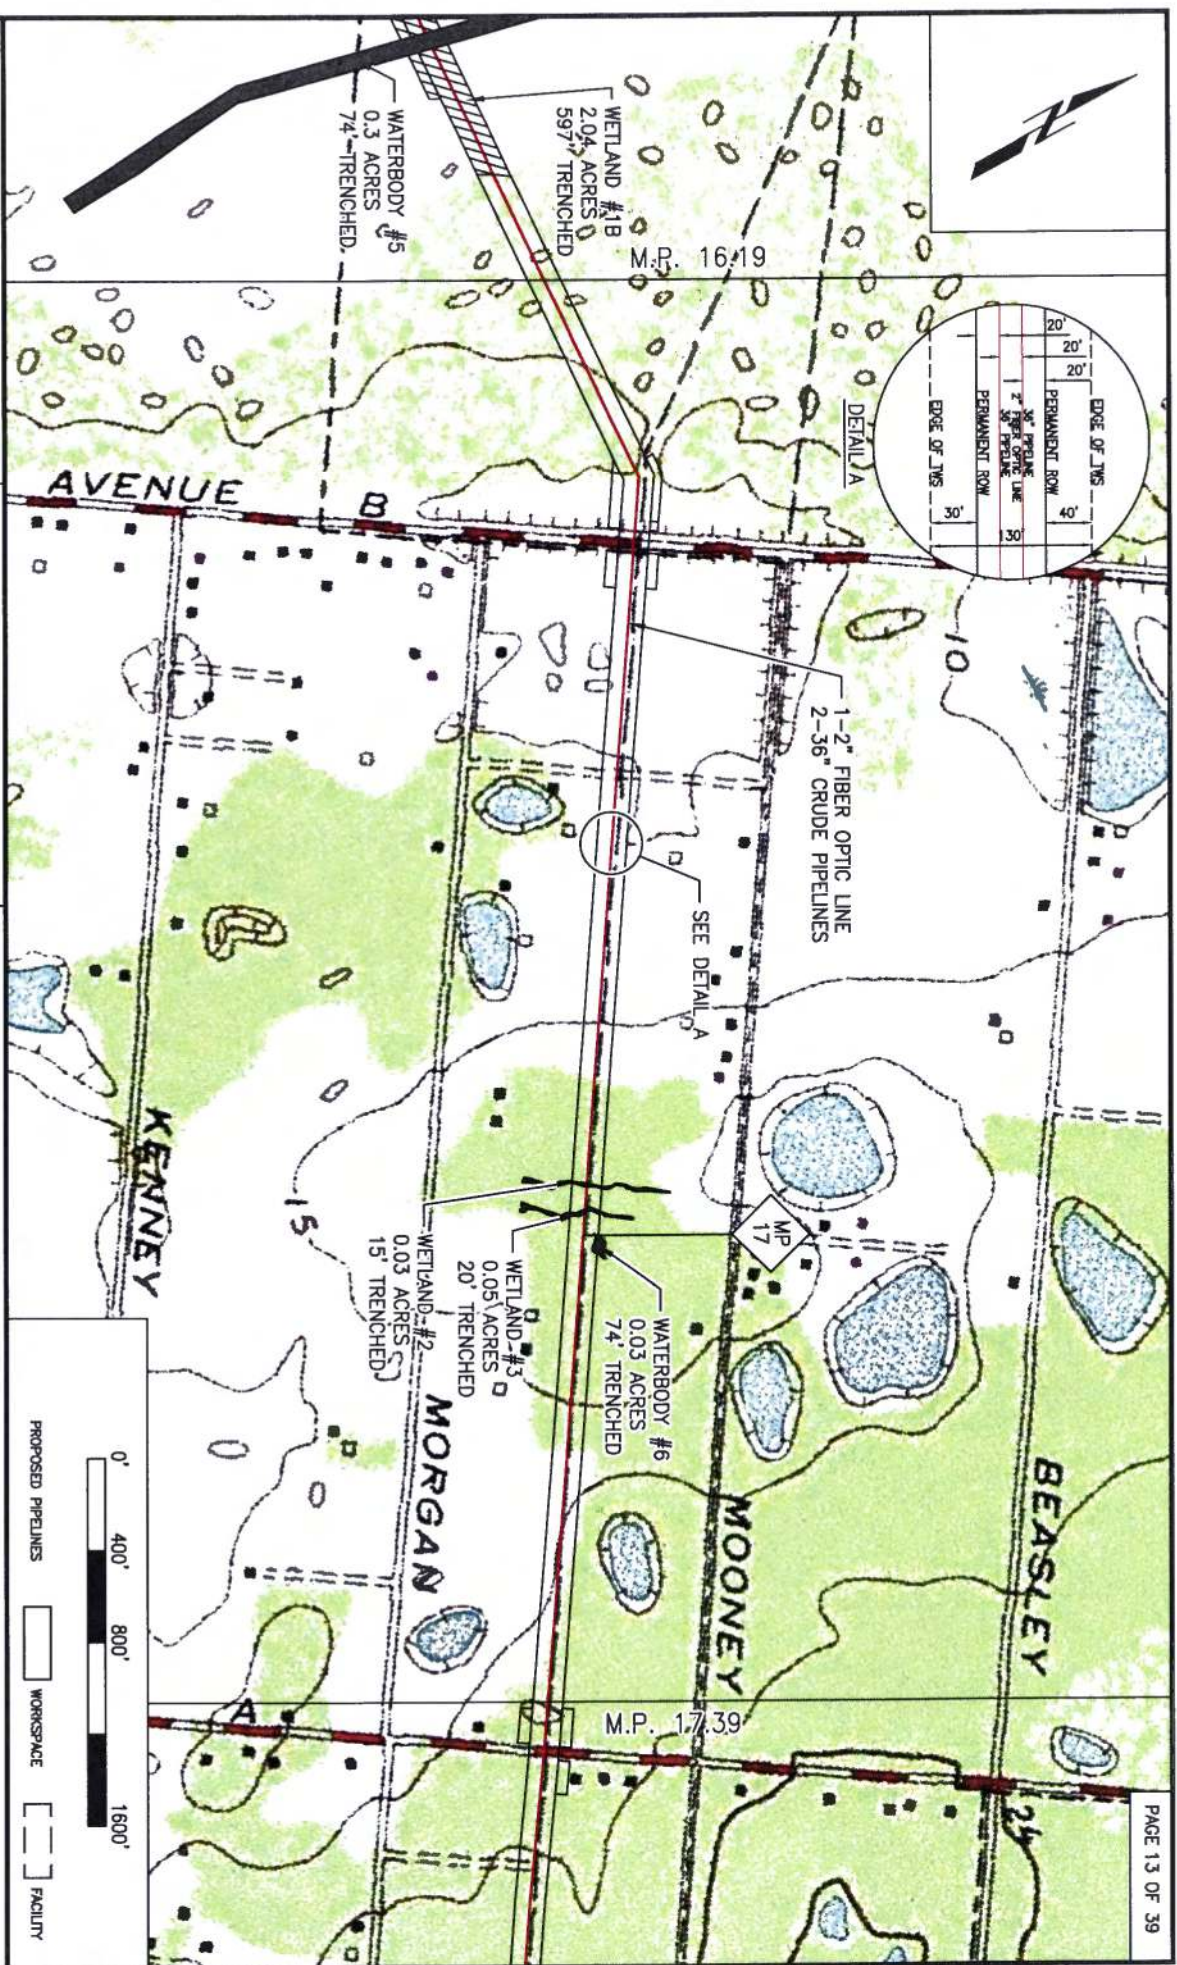 PAGE 13 OF 39
WETLAND #1B
2.04 ACRES
597' TRENCHED
WATERBODY #5
0.3 ACRES
74' TRENCHED
M.P. 16.19
20'
20'
20'
EDGE OF TWS
PERMANENT ROW
36" PIPELINE
2" FIBER OPTIC LINE
36" PIPELINE
PERMANENT ROW
EDGE OF TWS
40'
30'
130'
DETAIL A
AVENUE B
10
1-2" FIBER OPTIC LINE
2-36" CRUDE PIPELINES
SEE DETAIL A
MP
17
WATERBODY #6
0.03 ACRES
74' TRENCHED
WETLAND #3
0.05 ACRES
20' TRENCHED
WETLAND #2
0.03 ACRES
15' TRENCHED
15
KENNEY
MORGAN
MOONEY
BEASLEY
M.P. 17.39
A
24
0'
400'
800'
1600'
PROPOSED PIPELINES
WORKSPACE
FACILITY